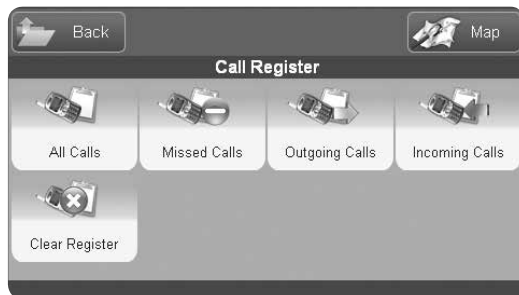 Back
Map
Call Register
All Calls
Missed Calls
Outgoing Calls
Incoming Calls
Clear Register